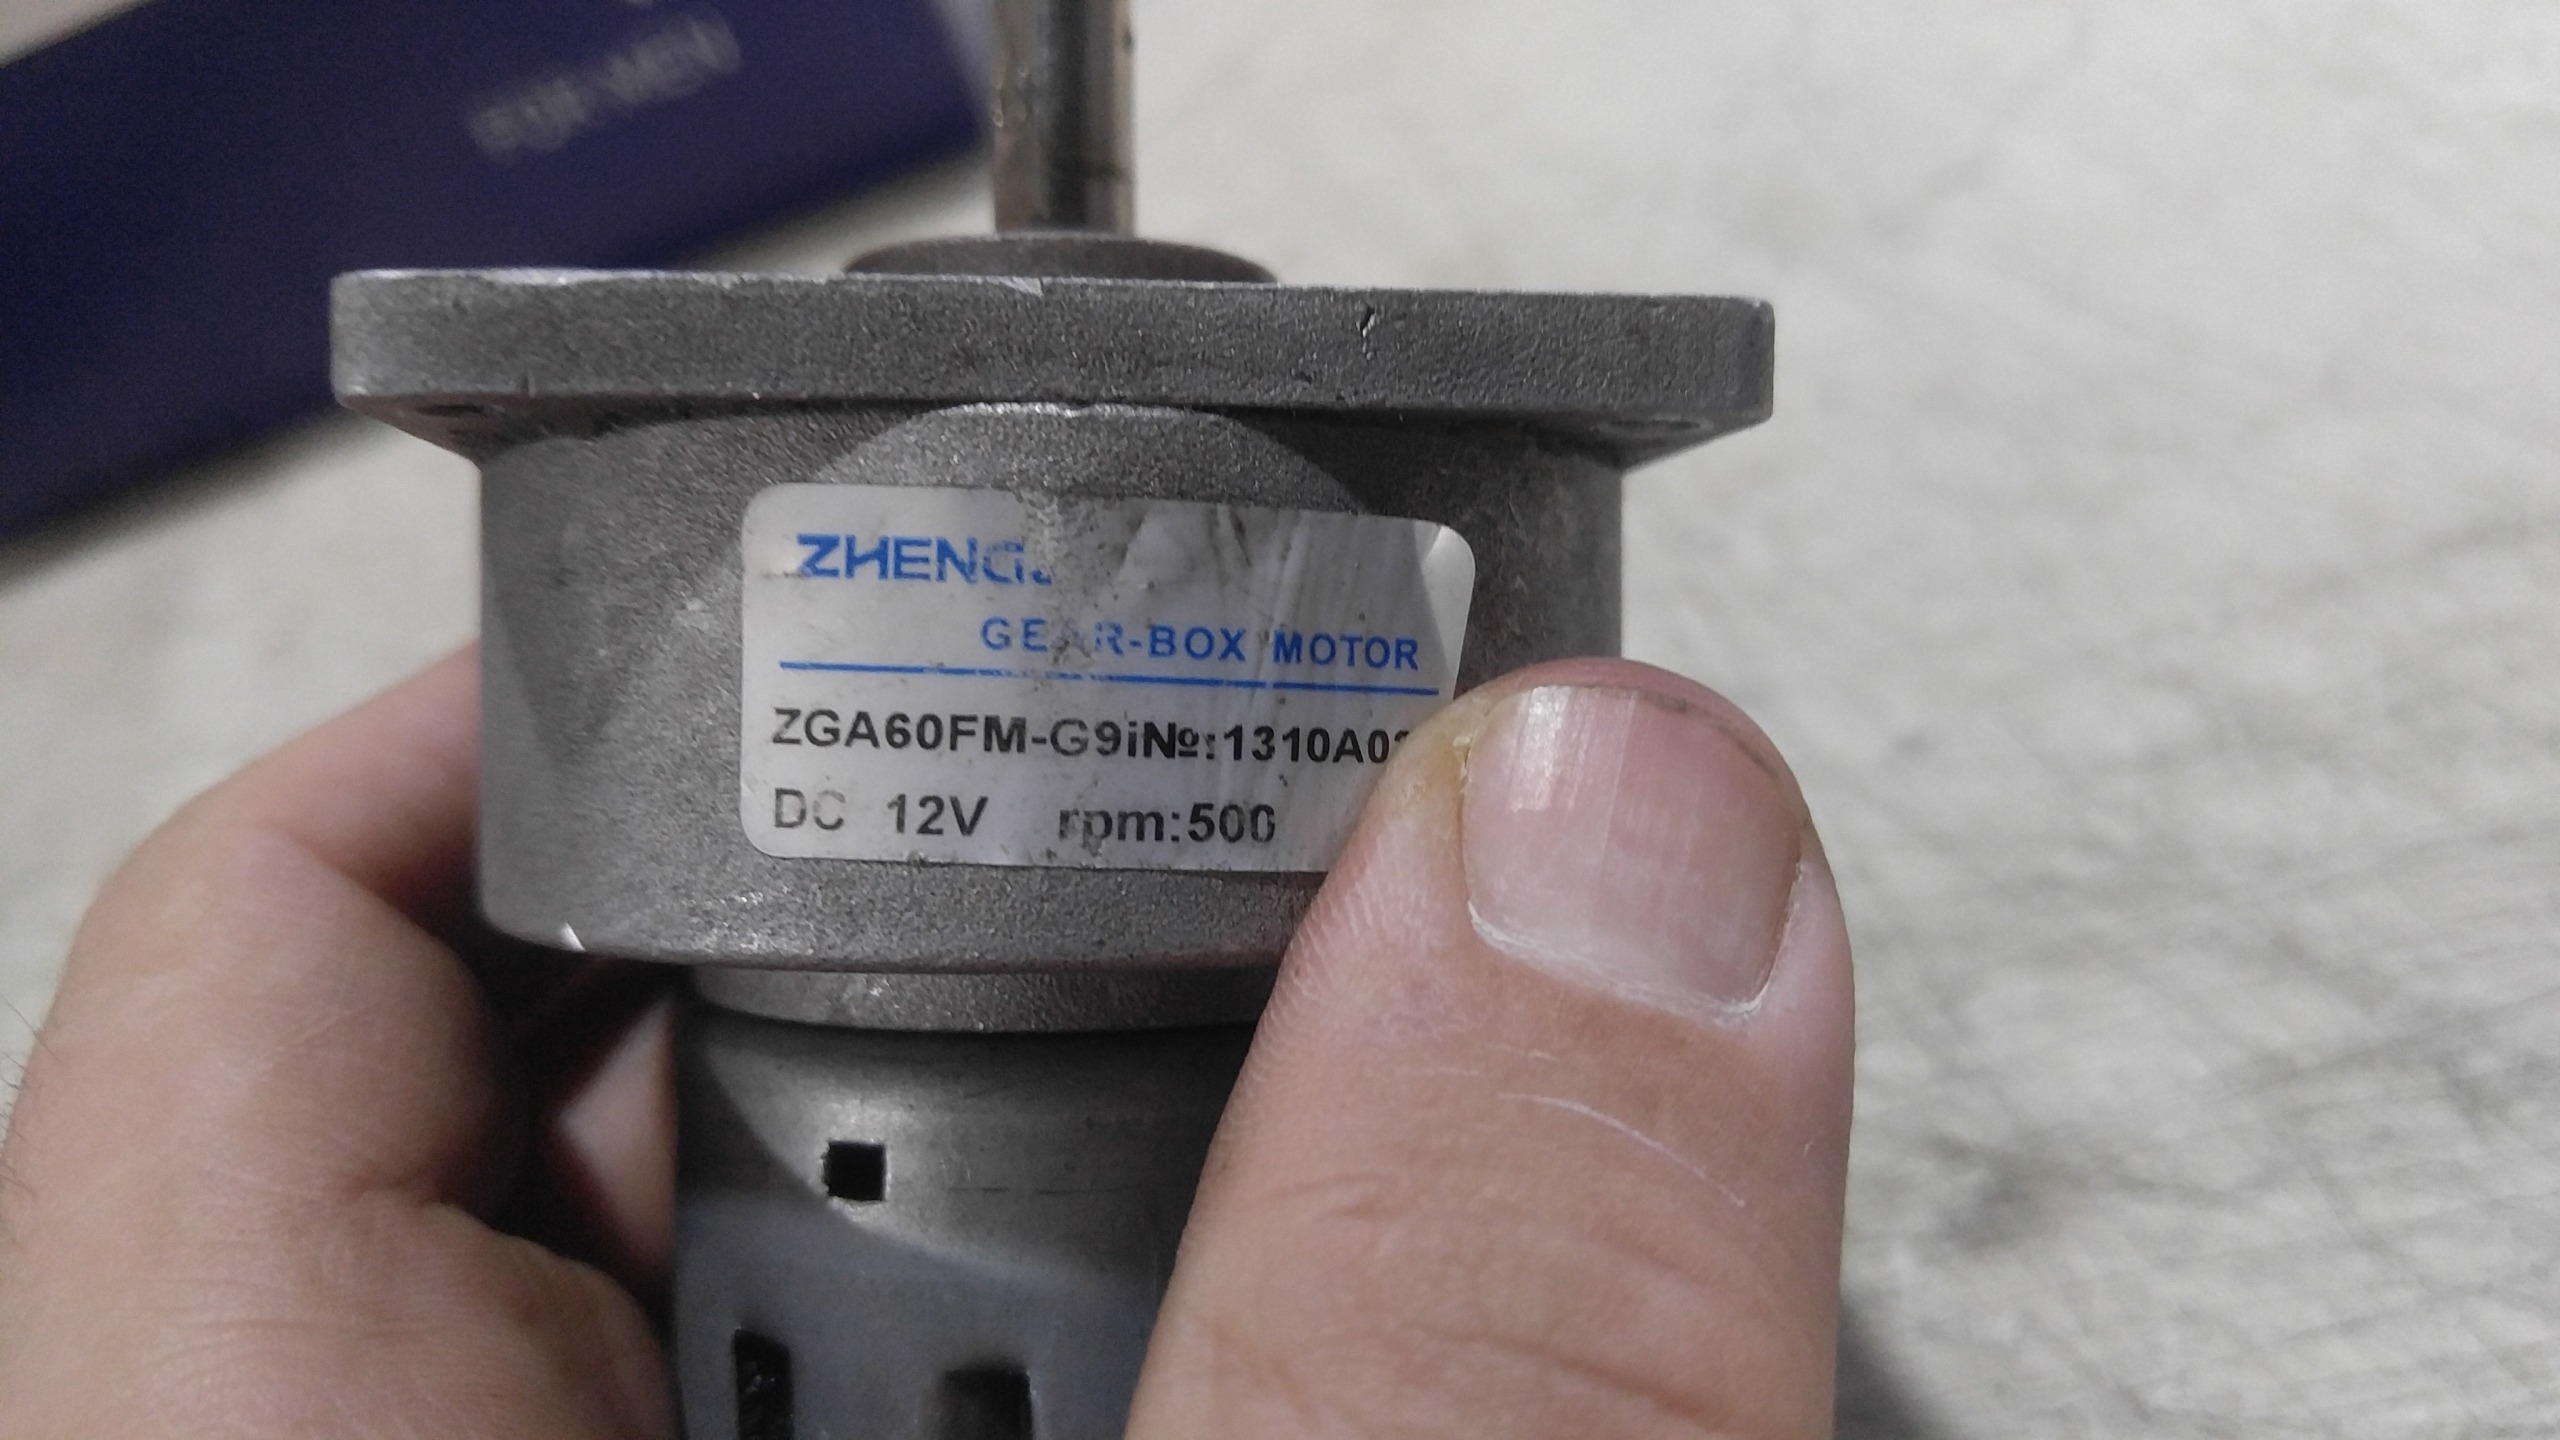 ZHENG
GEAR-BOX MOTOR
ZGA60FM-G9i№:1310A0
DC 12V rpm:500